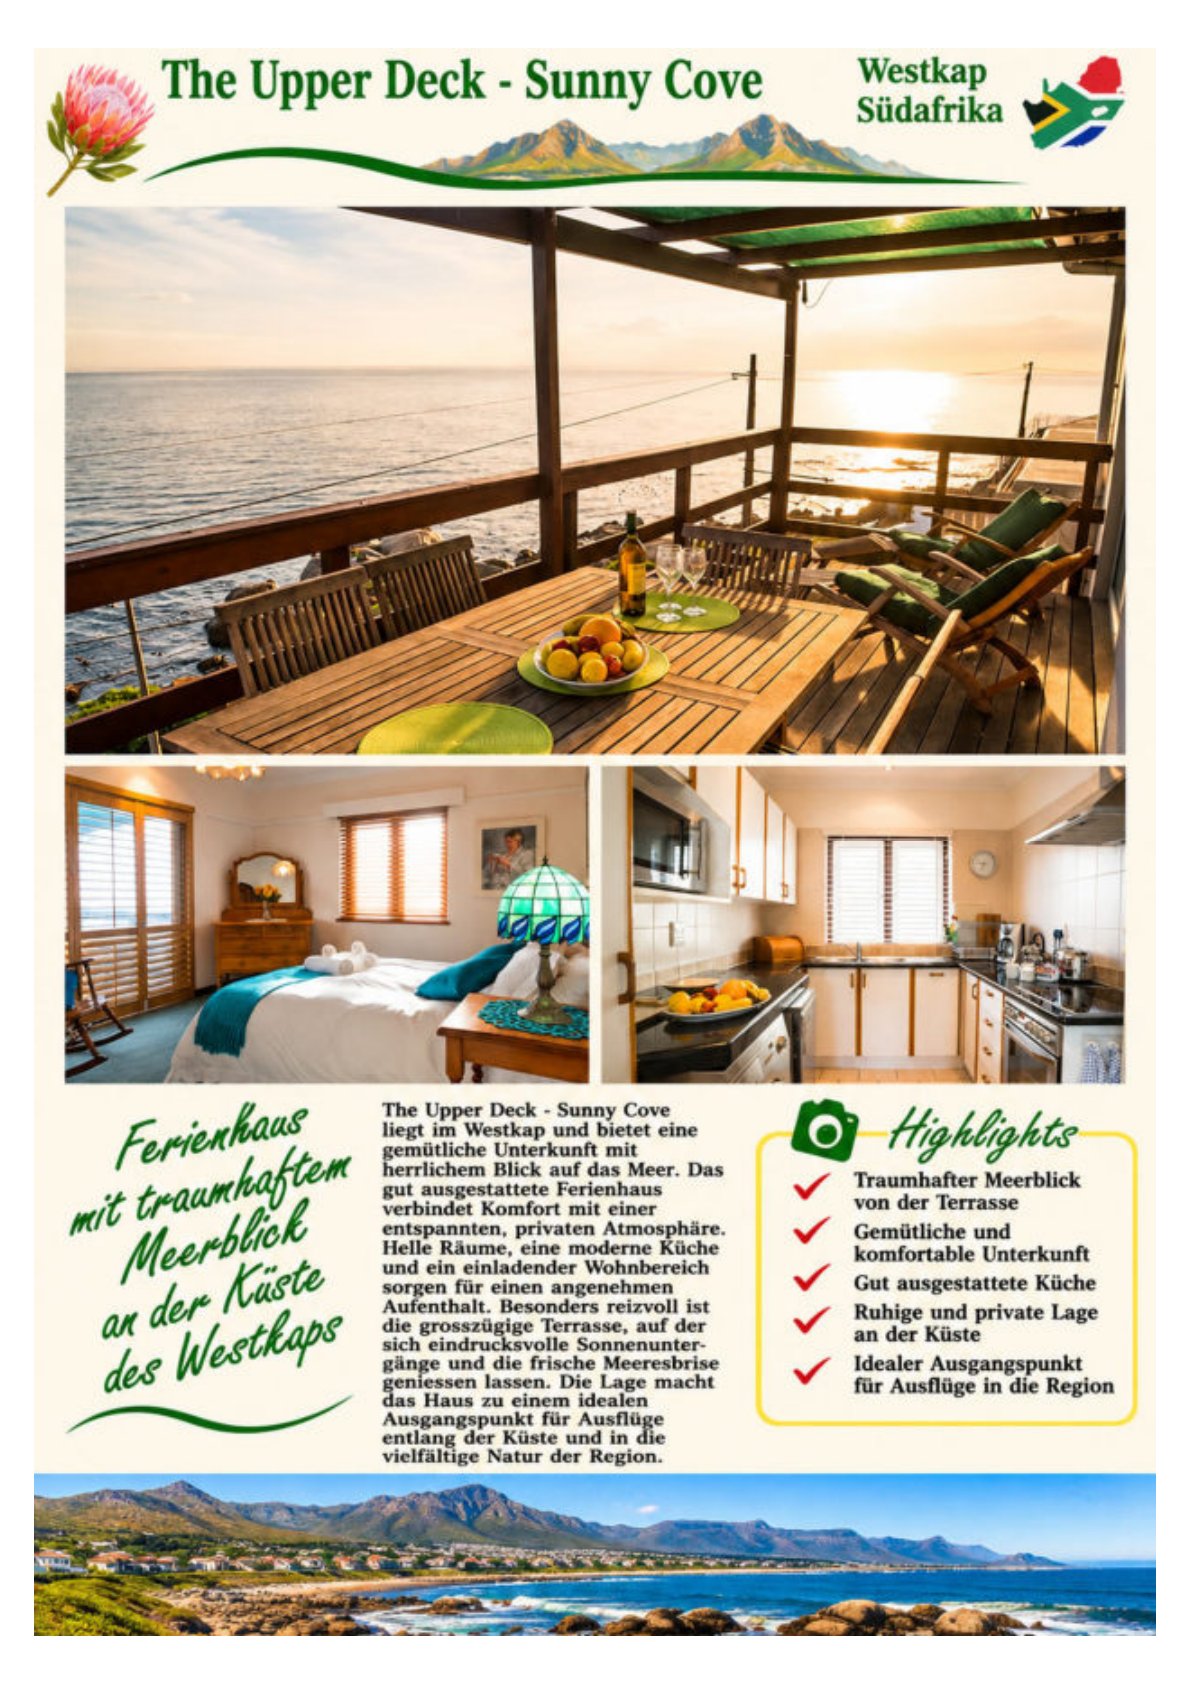 The Upper Deck - Sunny Cove
Westkap
Südafrika
Ferienhaus
mit traumhaftem
Meerblick
an der Küste
des Westkaps
The Upper Deck - Sunny Cove
liegt im Westkap und bietet eine
gemütliche Unterkunft mit
herrlichem Blick auf das Meer. Das
gut ausgestattete Ferienhaus
verbindet Komfort mit einer
entspannten, privaten Atmosphäre.
Helle Räume, eine moderne Küche
und ein einladender Wohnbereich
sorgen für einen angenehmen
Aufenthalt. Besonders reizvoll ist
die grosszügige Terrasse, auf der
sich eindrucksvolle Sonnenunter-
gänge und die frische Meeresbrise
geniessen lassen. Die Lage macht
das Haus zu einem idealen
Ausgangspunkt für Ausflüge
entlang der Küste und in die
vielfältige Natur der Region.
Highlights
Traumhafter Meerblick
von der Terrasse
Gemütliche und
komfortable Unterkunft
Gut ausgestattete Küche
Ruhige und private Lage
an der Küste
Idealer Ausgangspunkt
für Ausflüge in die Region